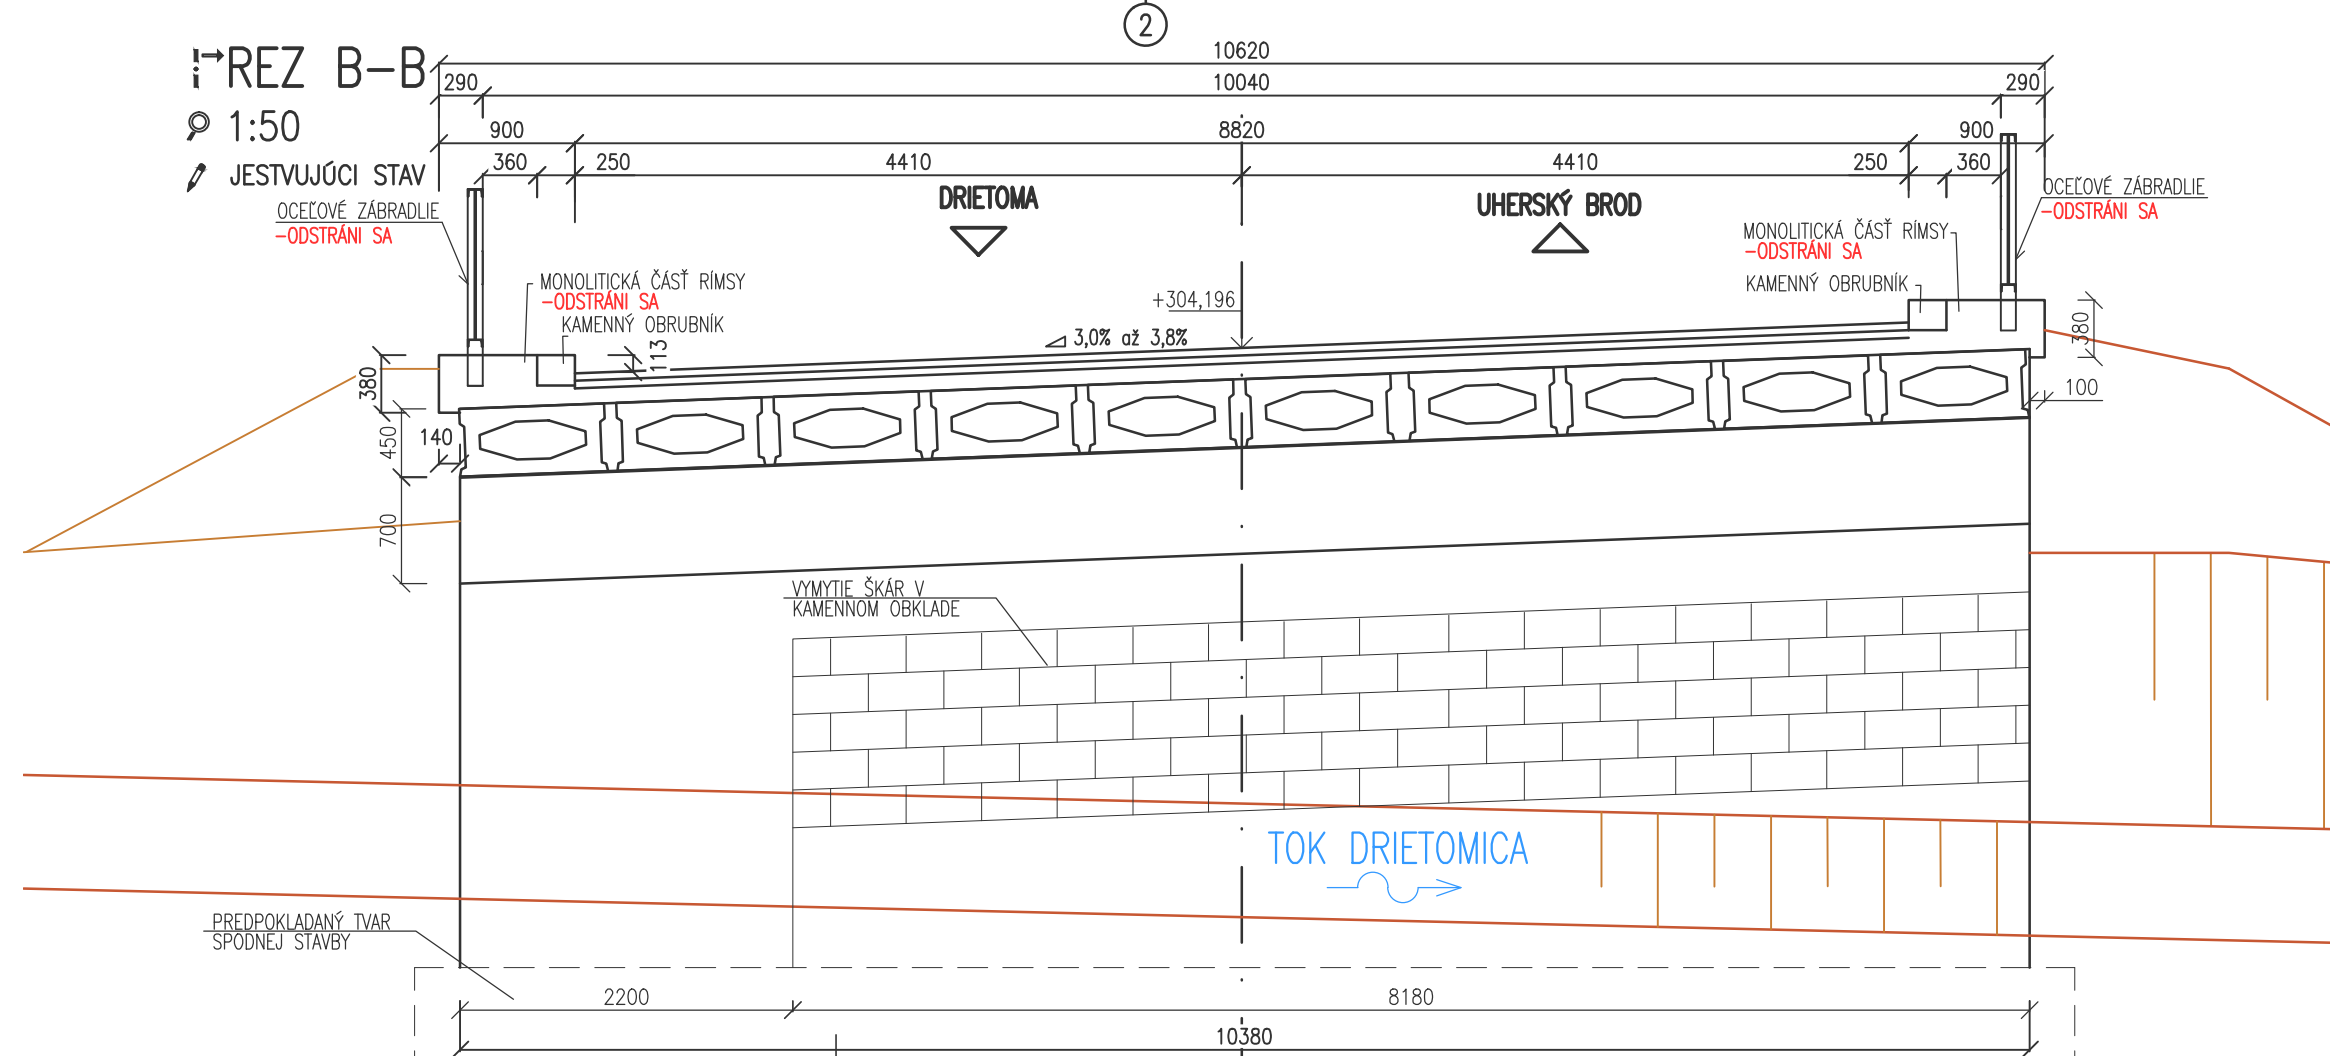 2
REZ B-B
1:50
JESTVUJÚCI STAV
10620
290
10040
290
900
8820
900
360
250
4410
4410
250
360
DRIETOMA
UHERSKÝ BROD
OCEĽOVÉ ZÁBRADLIE
-ODSTRÁNI SA
OCEĽOVÉ ZÁBRADLIE
-ODSTRÁNI SA
MONOLITICKÁ ČÁSŤ RÍMSY
-ODSTRÁNI SA
KAMENNÝ OBRUBNÍK
MONOLITICKÁ ČÁSŤ RÍMSY
-ODSTRÁNI SA
KAMENNÝ OBRUBNÍK
+304,196
3,0% až 3,8%
113
380
380
100
450
140
700
VYMYTIE ŠKÁR V
KAMENNOM OBKLADE
TOK DRIETOMICA
PREDPOKLADANÝ TVAR
SPODNEJ STAVBY
2200
8180
10380